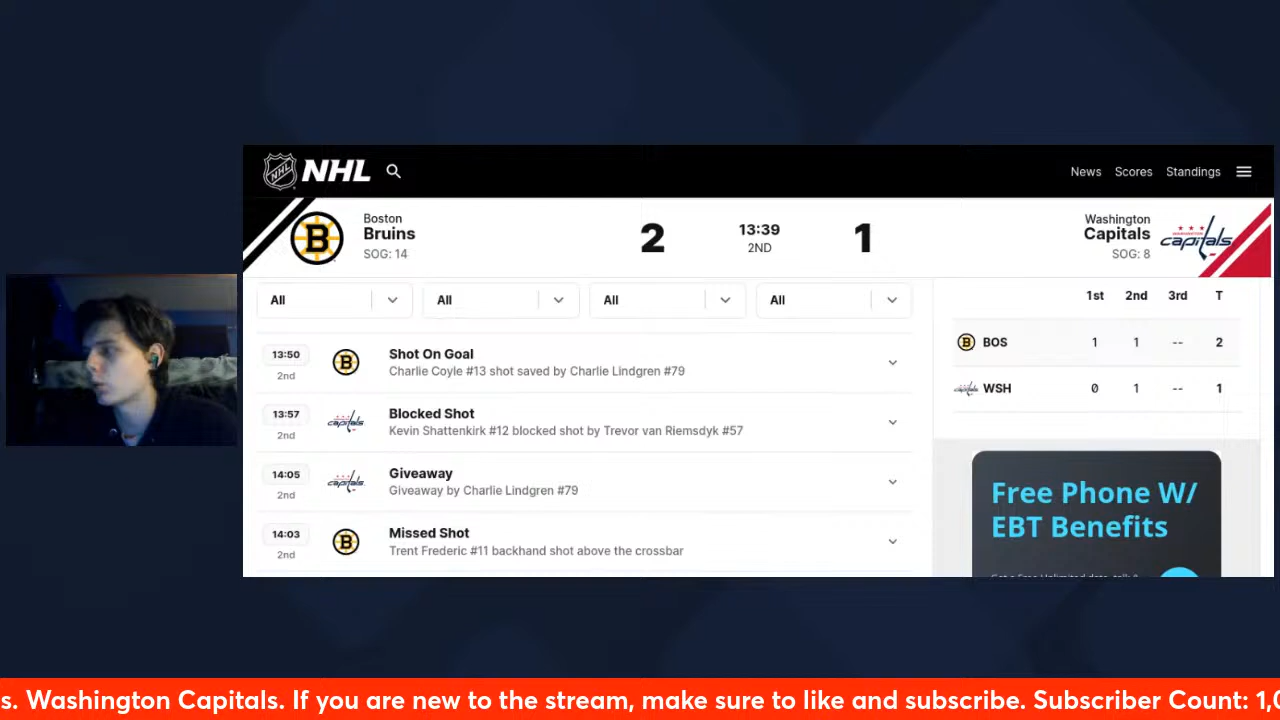 NHL
News Scores Standings
Boston
Bruins
SOG: 14
2
13:39
2ND
1
Washington
Capitals
SOG: 8
capitals
All All All All
1st 2nd 3rd T
13:50
2nd
Shot On Goal
Charlie Coyle #13 shot saved by Charlie Lindgren #79
BOS 1 1 -- 2
WSH 0 1 -- 1
13:57
2nd
Blocked Shot
Kevin Shattenkirk #12 blocked shot by Trevor van Riemsdyk #57
14:05
2nd
Giveaway
Giveaway by Charlie Lindgren #79
14:03
2nd
Missed Shot
Trent Frederic #11 backhand shot above the crossbar
Free Phone W/
EBT Benefits
s. Washington Capitals. If you are new to the stream, make sure to like and subscribe. Subscriber Count: 1,0